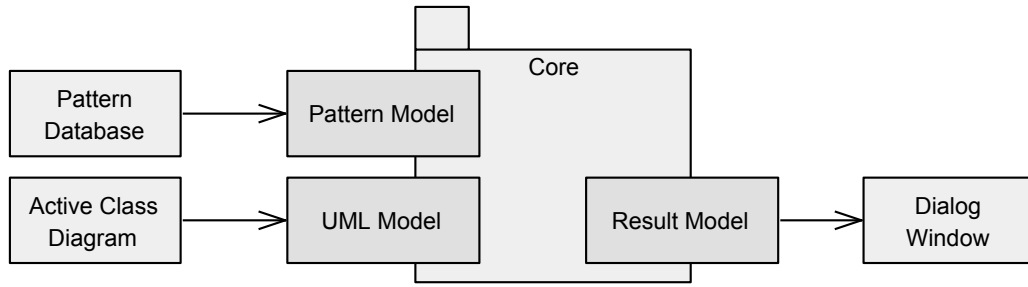 Core
Pattern
Database
Pattern Model
Active Class
Diagram
UML Model
Result Model
Dialog
Window